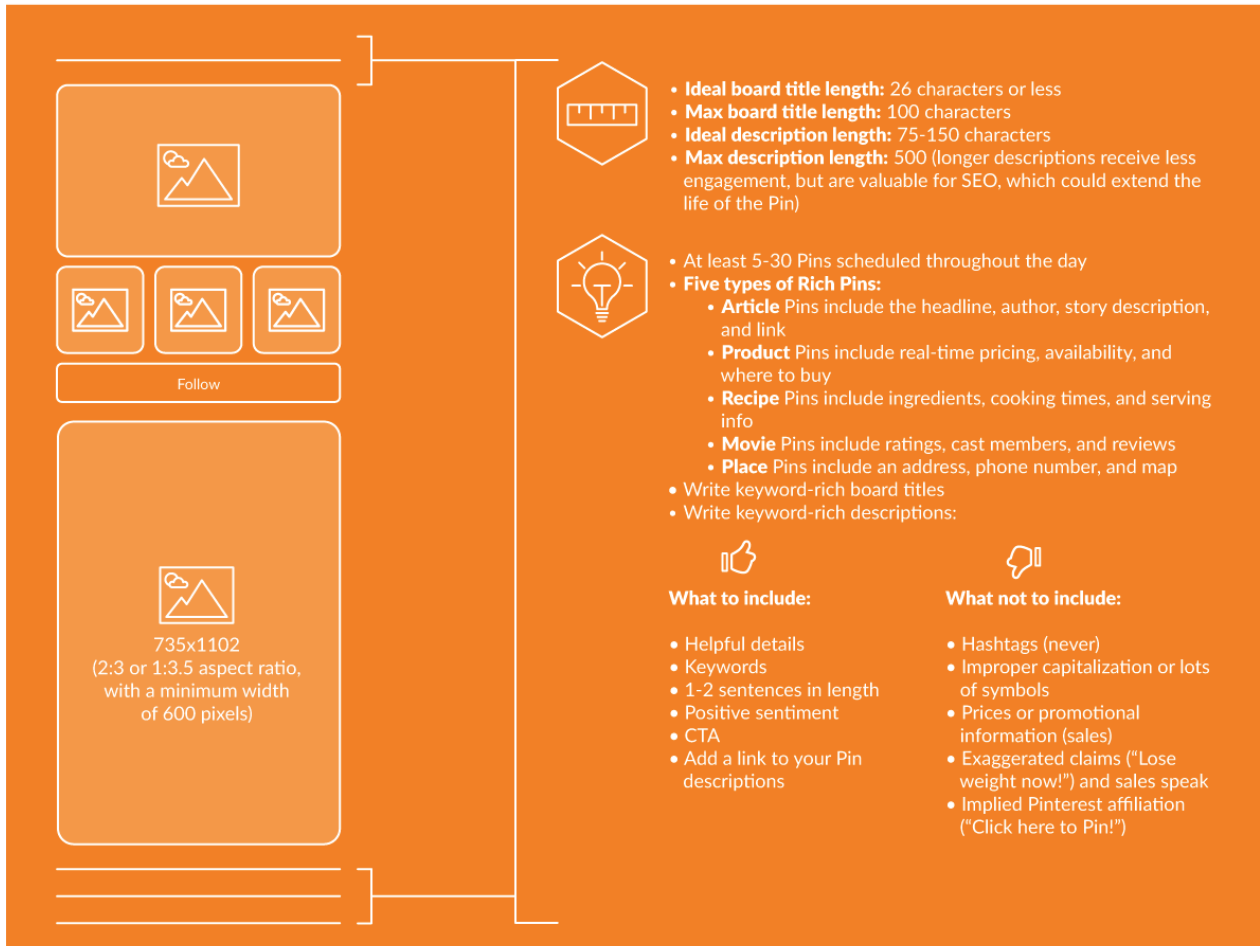 • Ideal board title length: 26 characters or less
• Max board title length: 100 characters
• Ideal description length: 75-150 characters
• Max description length: 500 (longer descriptions receive less
engagement, but are valuable for SEO, which could extend the
life of the Pin)
• At least 5-30 Pins scheduled throughout the day
• Five types of Rich Pins:
• Article Pins include the headline, author, story description,
and link
• Product Pins include real-time pricing, availability, and
where to buy
• Recipe Pins include ingredients, cooking times, and serving
info
• Movie Pins include ratings, cast members, and reviews
• Place Pins include an address, phone number, and map
• Write keyword-rich board titles
• Write keyword-rich descriptions:
What to include:
• Helpful details
• Keywords
• 1-2 sentences in length
• Positive sentiment
• CTA
• Add a link to your Pin
descriptions
What not to include:
• Hashtags (never)
• Improper capitalization or lots
of symbols
• Prices or promotional
information (sales)
• Exaggerated claims (“Lose
weight now!”) and sales speak
• Implied Pinterest affiliation
(“Click here to Pin!”)
Follow
735x1102
(2:3 or 1:3.5 aspect ratio,
with a minimum width
of 600 pixels)